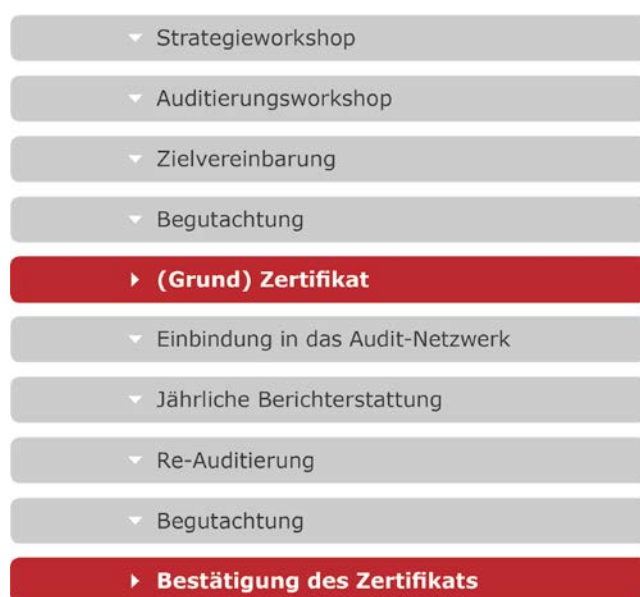 Strategieworkshop
Auditierungsworkshop
Zielvereinbarung
Begutachtung
(Grund) Zertifikat
Einbindung in das Audit-Netzwerk
Jährliche Berichterstattung
Re-Auditierung
Begutachtung
Bestätigung des Zertifikats